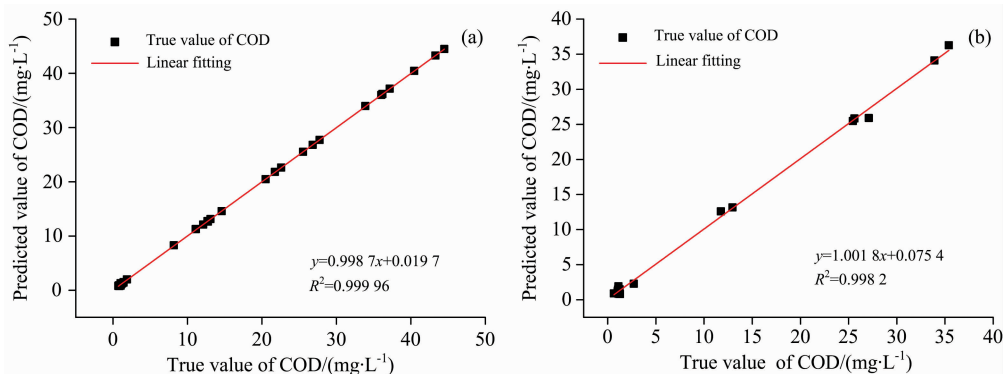 50
40
30
20
10
0
Predicted value of COD/(mg·L⁻¹)
True value of COD
Linear fitting
(a)
y=0.998 7x+0.019 7
R²=0.999 96
0 10 20 30 40 50
True value of COD/(mg·L⁻¹)
40
35
30
25
20
15
10
5
0
Predicted value of COD/(mg·L⁻¹)
True value of COD
Linear fitting
(b)
y=1.001 8x+0.075 4
R²=0.998 2
0 5 10 15 20 25 30 35 40
True value of COD/(mg·L⁻¹)